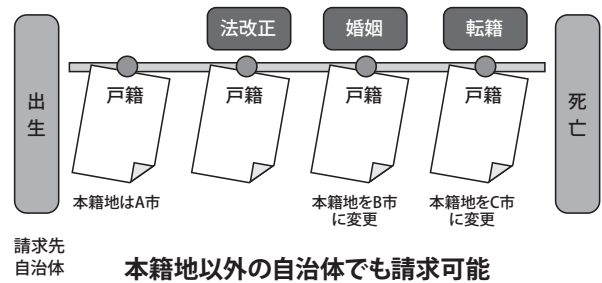 法改正
婚姻
転籍
出生
戸籍
戸籍
戸籍
戸籍
死亡
本籍地はA市
本籍地をB市
に変更
本籍地をC市
に変更
請求先
自治体
本籍地以外の自治体でも請求可能